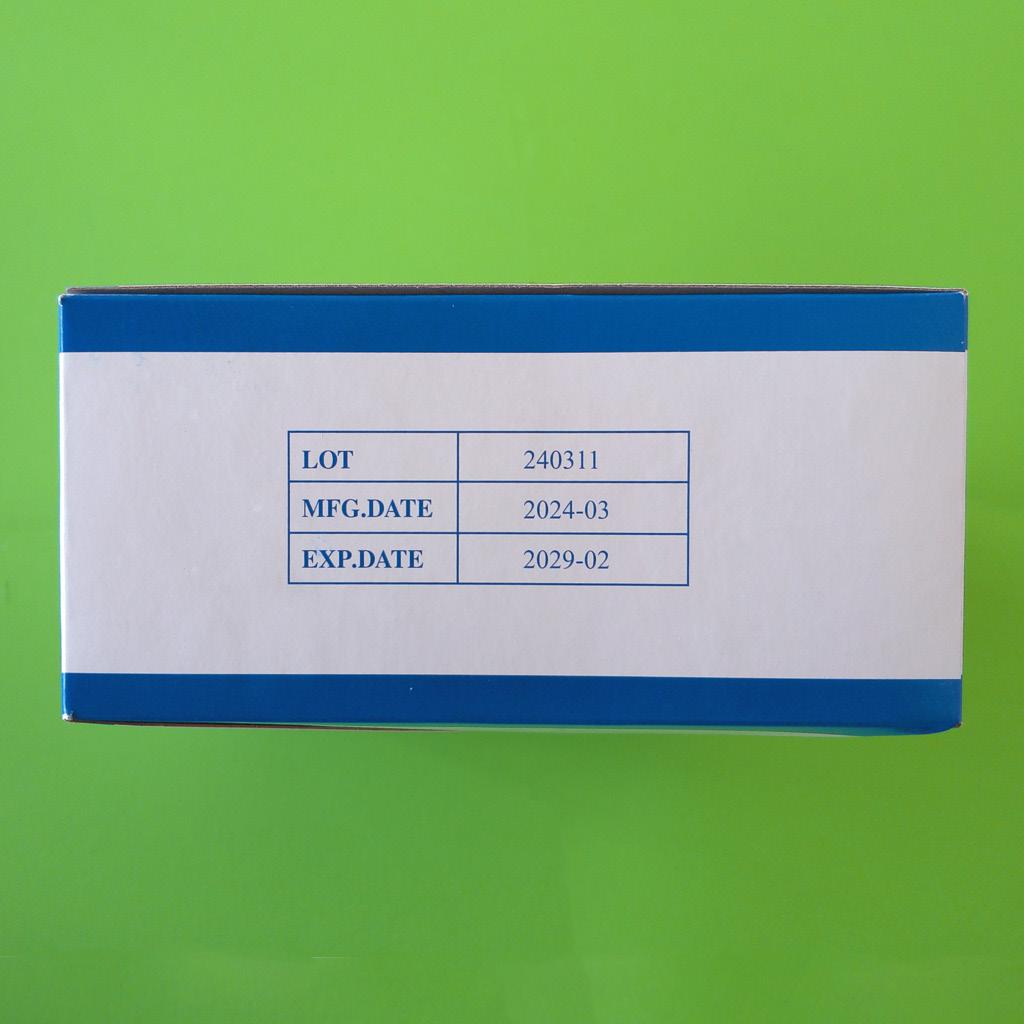 LOT 240311
MFG.DATE 2024-03
EXP.DATE 2029-02